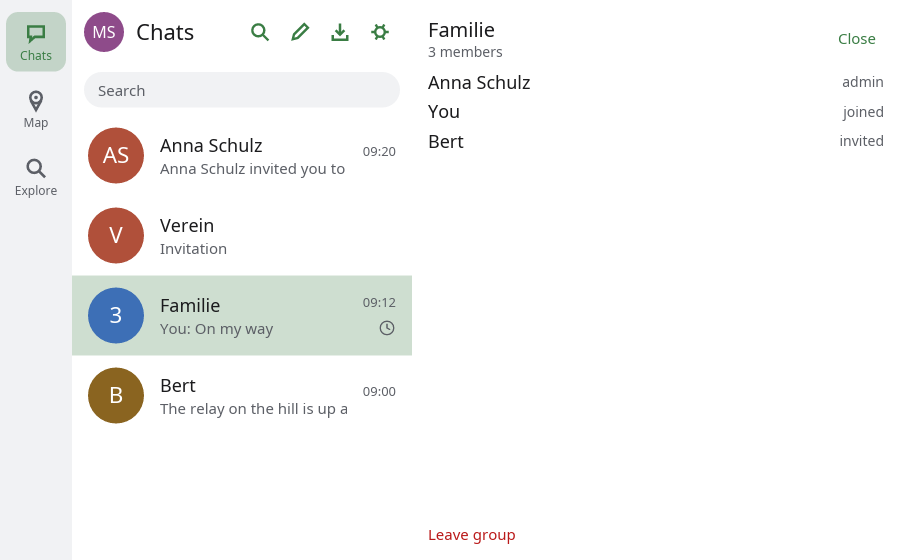 Chats
Map
Explore
MS
Chats
Search
AS
Anna Schulz
09:20
Anna Schulz invited you to
V
Verein
Invitation
3
Familie
09:12
You: On my way
B
Bert
09:00
The relay on the hill is up a
Familie
3 members
Close
Anna Schulz
admin
You
joined
Bert
invited
Leave group